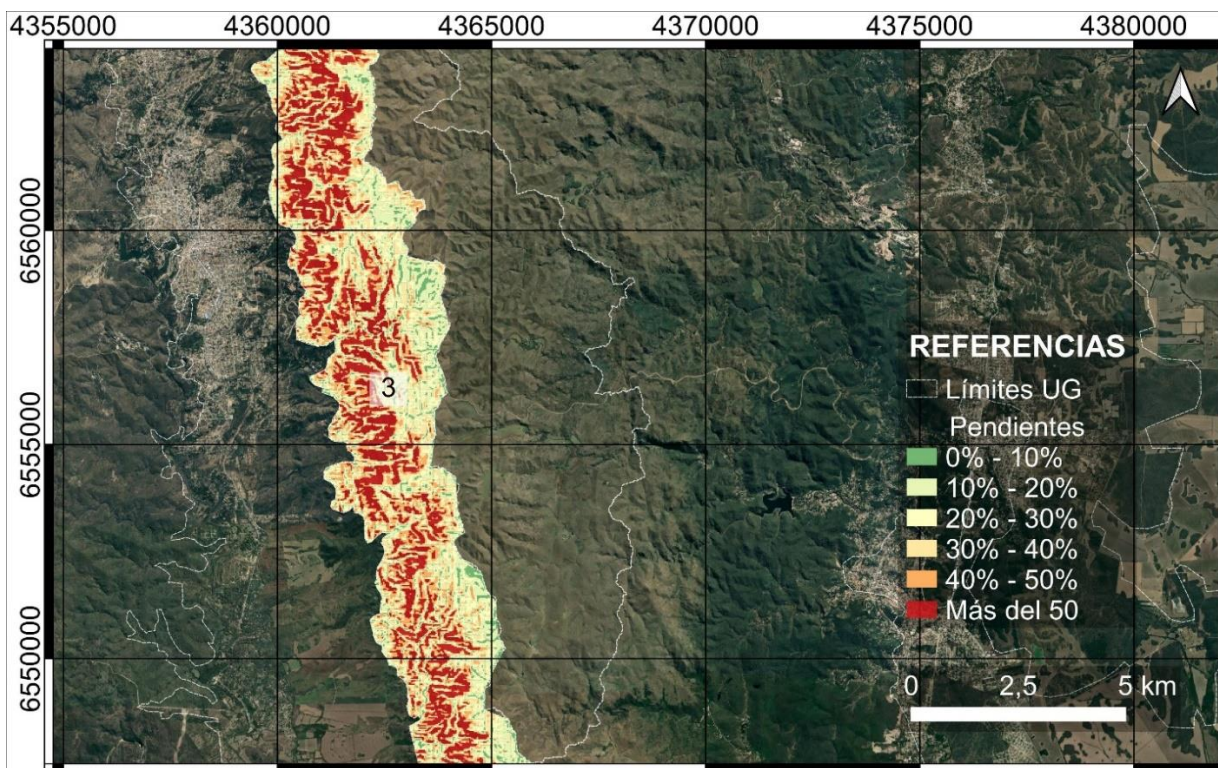 4355000 4360000 4365000 4370000 4375000 4380000
6560000
6555000
6550000
3
REFERENCIAS
Límites UG
Pendientes
0% - 10%
10% - 20%
20% - 30%
30% - 40%
40% - 50%
Más del 50
0 2,5 5 km